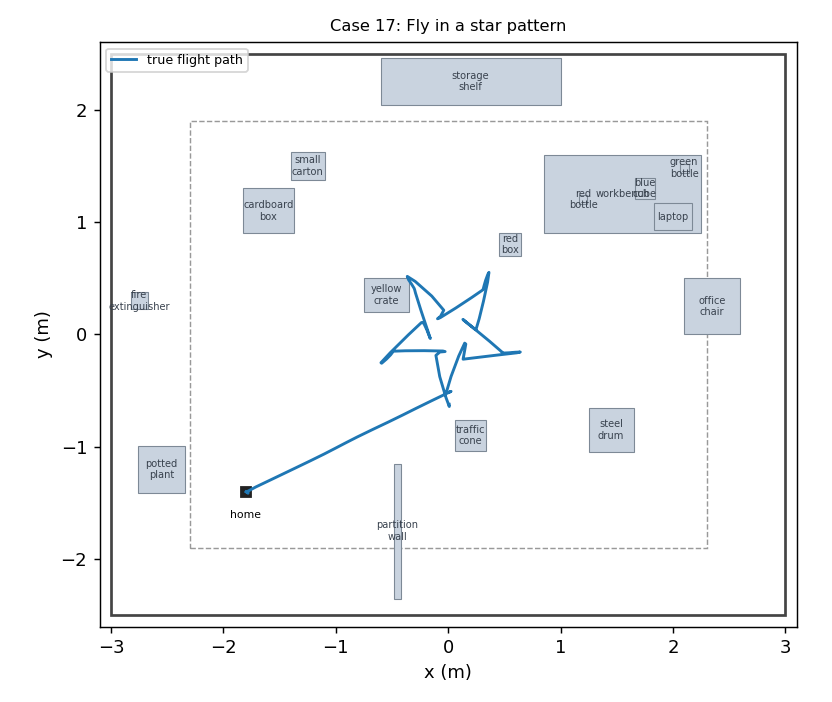 Case 17: Fly in a star pattern
true flight path
storage
shelf
small
carton
green
bottle
blue
cube
red
bottle
workbench
laptop
cardboard
box
red
box
yellow
crate
fire
extinguisher
office
chair
traffic
cone
steel
drum
potted
plant
home
partition
wall
2
1
0
−1
−2
y (m)
−3
−2
−1
0
1
2
3
x (m)